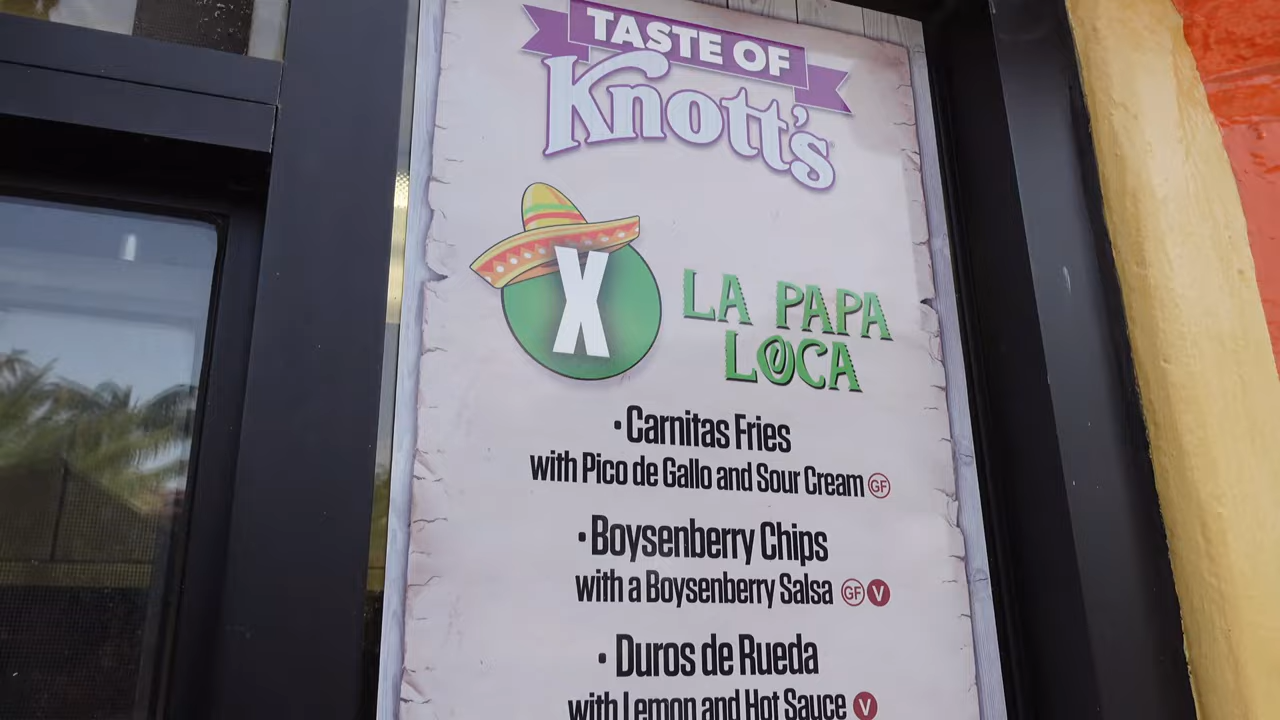 TASTE OF
Knott's
X
LA PAPA
LOCA
· Carnitas Fries
with Pico de Gallo and Sour Cream GF
· Boysenberry Chips
with a Boysenberry Salsa GF V
· Duros de Rueda
with Lemon and Hot Sauce V